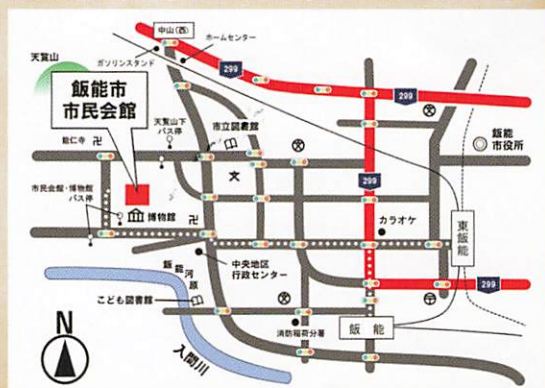 中山(西)
ホームセンター
ガソリンスタンド
天覧山
299
299
飯能市
市民会館
天覧山下
バス停
市立図書館
能仁寺
飯能
市役所
299
市民会館・博物館
バス停
博物館
カラオケ
東飯能
中央地区
行政センター
飯能河原
299
こども図書館
消防稲荷分署
飯能
N
入間川